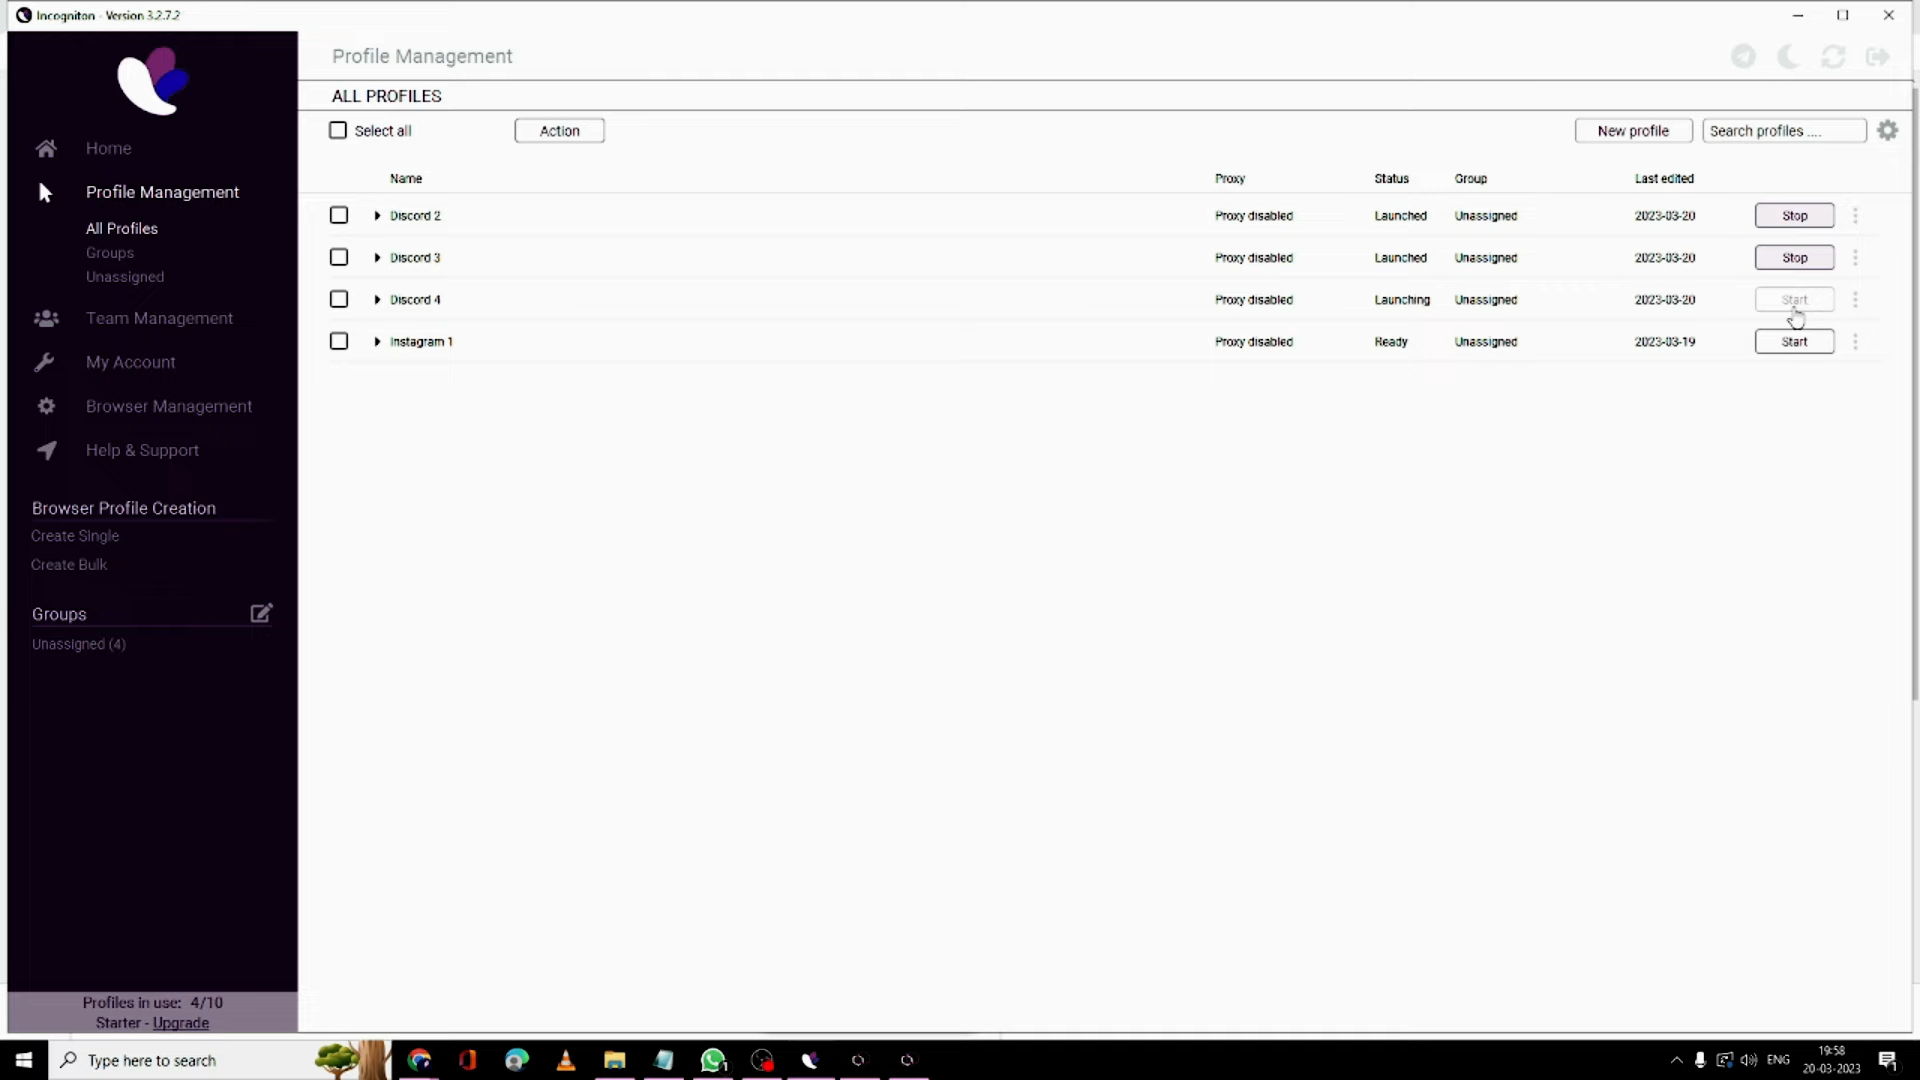 Incogniton - Version 3.2.7.2
Profile Management
ALL PROFILES
Select all
Action
New profile
Search profiles ....
Home
Profile Management
All Profiles
Groups
Unassigned
Team Management
My Account
Browser Management
Help & Support
Browser Profile Creation
Create Single
Create Bulk
Groups
Unassigned (4)
Profiles in use: 4/10
Starter - Upgrade
Name Proxy Status Group Last edited
Discord 2 Proxy disabled Launched Unassigned 2023-03-20 Stop
Discord 3 Proxy disabled Launched Unassigned 2023-03-20 Stop
Discord 4 Proxy disabled Launching Unassigned 2023-03-20 Start
Instagram 1 Proxy disabled Ready Unassigned 2023-03-19 Start
Type here to search
1
ENG
19:58
20-03-2023
1